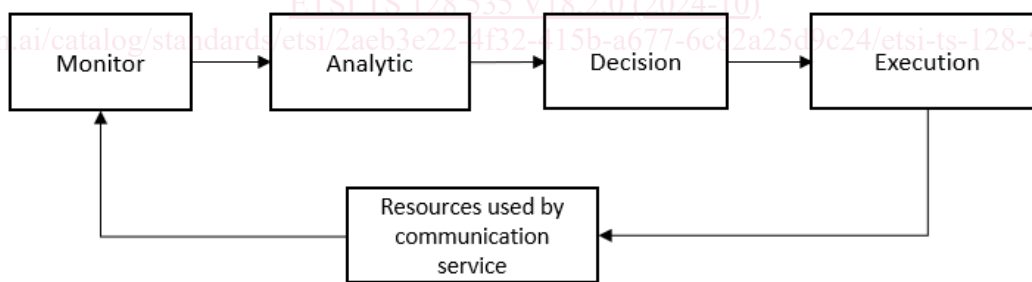 ETSI TS 128 535 V18.2.0 (2024-10)
n.ai/catalog/standards/etsi/2aeb3e22-4f32-415b-a677-6c82a25d9c24/etsi-ts-128-5
Monitor
Analytic
Decision
Execution
Resources used by
communication
service